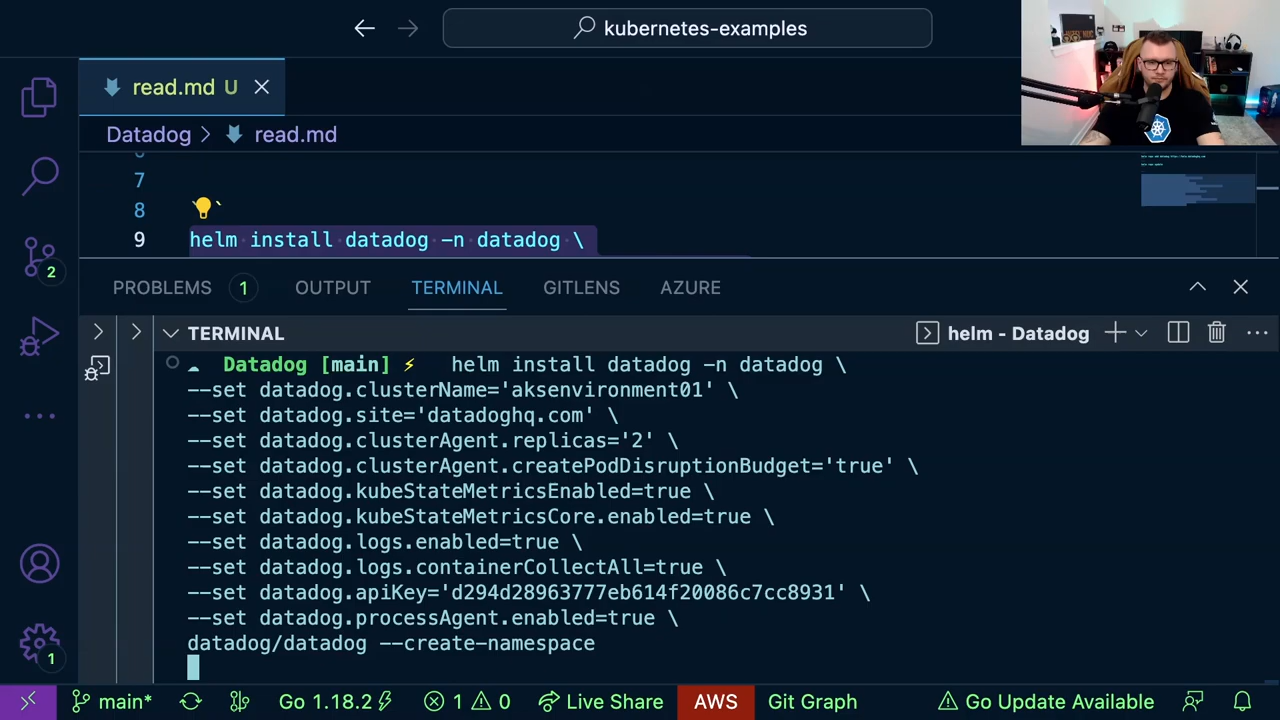 kubernetes-examples
read.md U
Datadog > read.md
7
8 `
9 helm install datadog -n datadog \
PROBLEMS 1 OUTPUT TERMINAL GITLENS AZURE
TERMINAL helm - Datadog
Datadog [main] ⚡ helm install datadog -n datadog \
--set datadog.clusterName='aksenvironment01' \
--set datadog.site='datadoghq.com' \
--set datadog.clusterAgent.replicas='2' \
--set datadog.clusterAgent.createPodDisruptionBudget='true' \
--set datadog.kubeStateMetricsEnabled=true \
--set datadog.kubeStateMetricsCore.enabled=true \
--set datadog.logs.enabled=true \
--set datadog.logs.containerCollectAll=true \
--set datadog.apiKey='d294d28963777eb614f20086c7cc8931' \
--set datadog.processAgent.enabled=true \
datadog/datadog --create-namespace
2
1
main* Go 1.18.2 1 0 Live Share AWS Git Graph Go Update Available